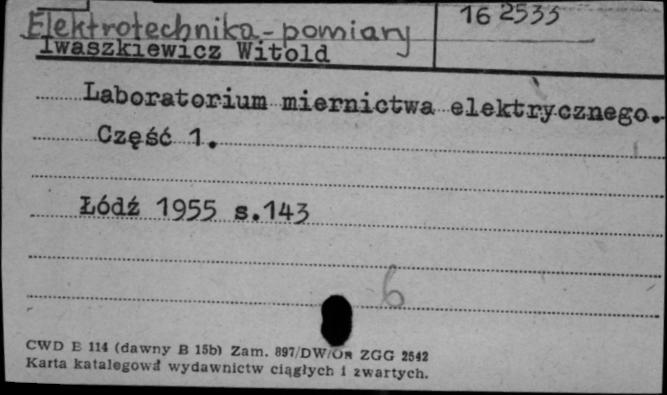 Elektrotechnika-pomiary
16 2535
Iwaszkiewicz Witold
Laboratorium miernictwa elektrycznego.
Część 1.
Łódź 1955 s.143
6
CWD E 114 (dawny B 15b) Zam. 897/DW/OR ZGG 2542
Karta katalogowa wydawnictw ciągłych i zwartych.